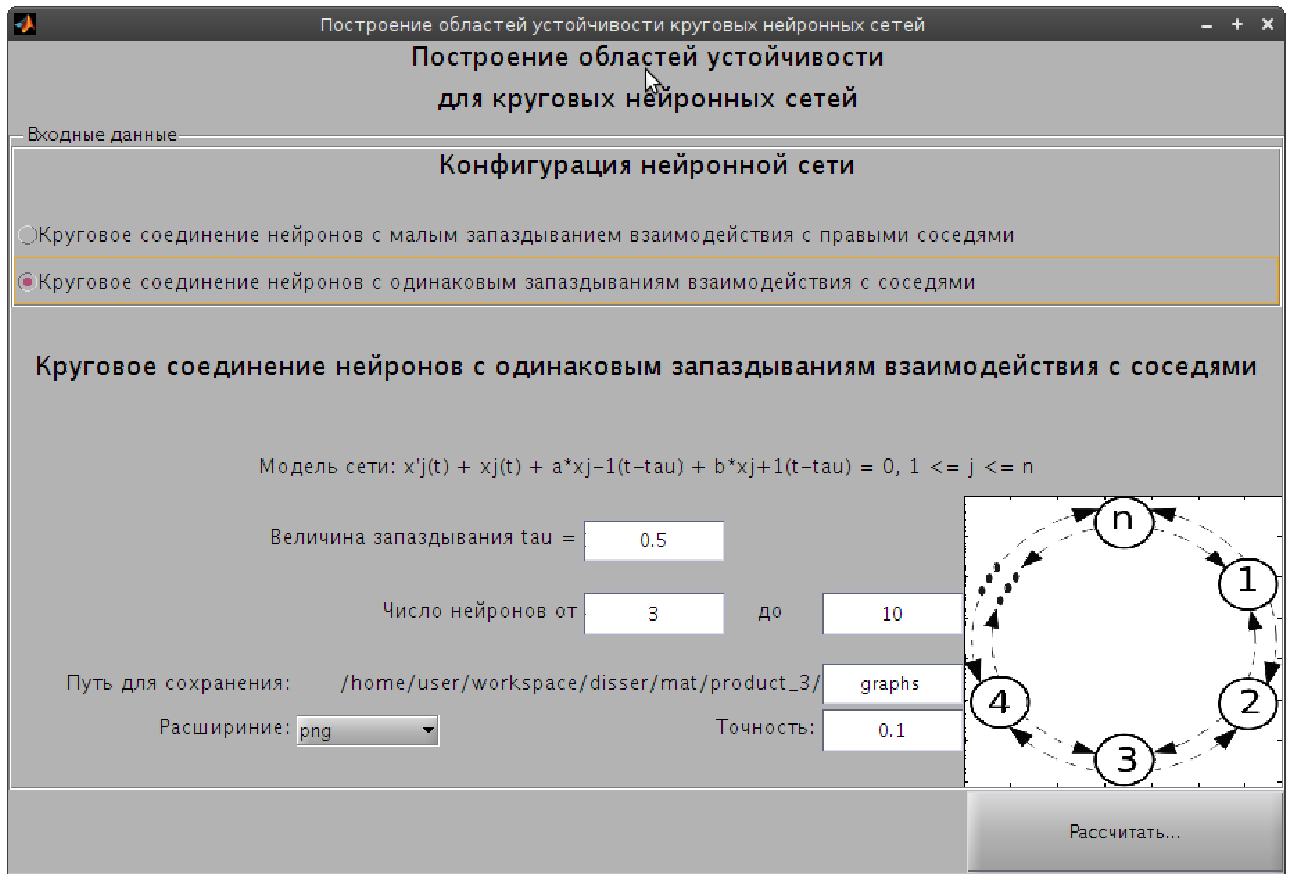 Построение областей устойчивости круговых нейронных сетей
Построение областей устойчивости
для круговых нейронных сетей
Входные данные
Конфигурация нейронной сети
Круговое соединение нейронов с малым запаздыванием взаимодействия с правыми соседями
Круговое соединение нейронов с одинаковым запаздываниям взаимодействия с соседями
Круговое соединение нейронов с одинаковым запаздываниям взаимодействия с соседями
Модель сети: x'j(t) + xj(t) + a*xj-1(t-tau) + b*xj+1(t-tau) = 0, 1 <= j <= n
Величина запаздывания tau = 0.5
Число нейронов от 3 до 10
Путь для сохранения: /home/user/workspace/disser/mat/product_3/ graphs
Расширине: png Точность: 0.1
n
1
2
3
4
Рассчитать...